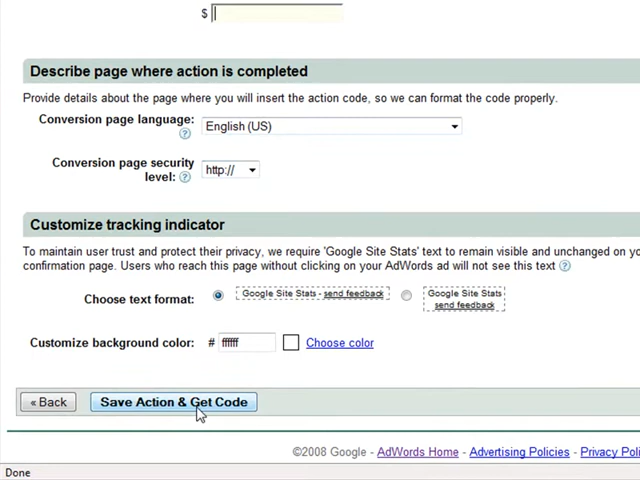 $
Describe page where action is completed
Provide details about the page where you will insert the action code, so we can format the code properly.
Conversion page language:
?
English (US)
Conversion page security
level: ?
http://
Customize tracking indicator
To maintain user trust and protect their privacy, we require 'Google Site Stats' text to remain visible and unchanged on
confirmation page. Users who reach this page without clicking on your AdWords ad will not see this text ?
Choose text format:
Google Site Stats - send feedback
Google Site Stats
send feedback
Customize background color: # ffffff Choose color
« Back
Save Action & Get Code
©2008 Google - AdWords Home - Advertising Policies - Privacy
Done